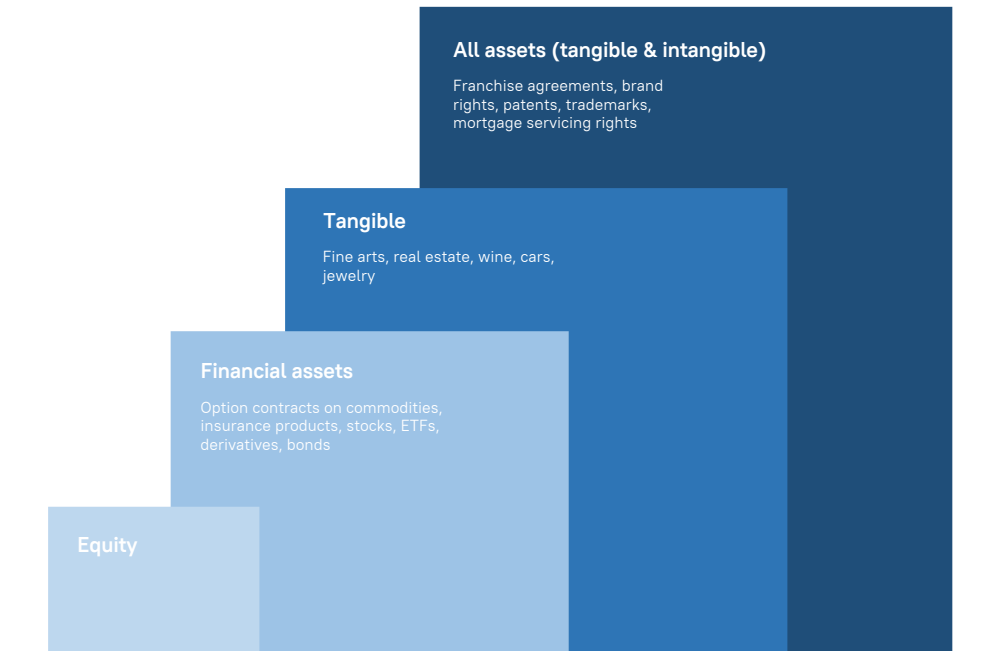 All assets (tangible & intangible)
Franchise agreements, brand
rights, patents, trademarks,
mortgage servicing rights
Tangible
Fine arts, real estate, wine, cars,
jewelry
Financial assets
Option contracts on commodities,
insurance products, stocks, ETFs,
derivatives, bonds
Equity